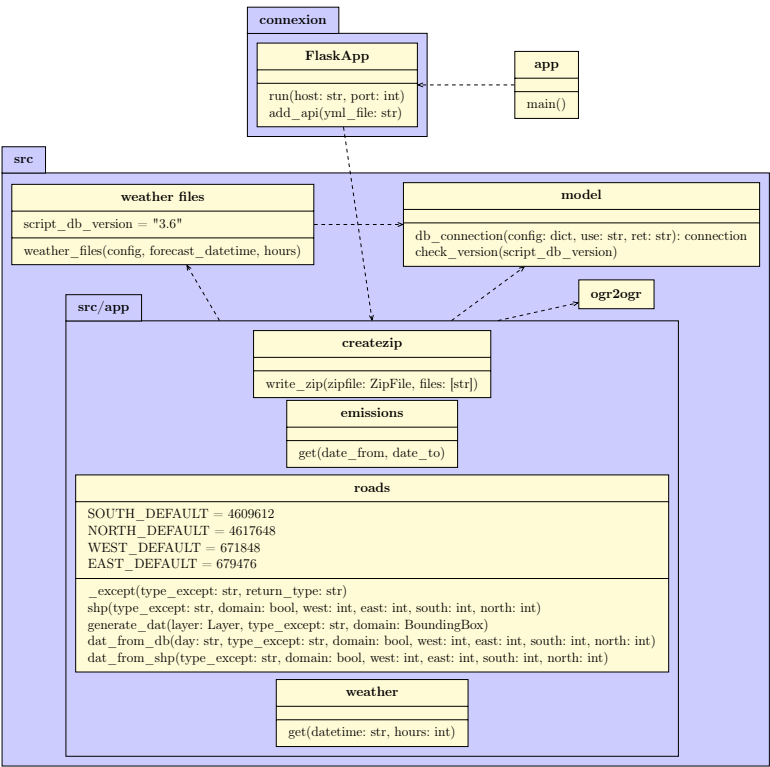 connexion
FlaskApp
run(host: str, port: int)
add_api(yml_file: str)
app
main()
src
weather files
script_db_version = "3.6"
weather_files(config, forecast_datetime, hours)
model
db_connection(config: dict, use: str, ret: str): connection
check_version(script_db_version)
ogr2ogr
src/app
createzip
write_zip(zipfile: ZipFile, files: [str])
emissions
get(date_from, date_to)
roads
SOUTH_DEFAULT = 4609612
NORTH_DEFAULT = 4617648
WEST_DEFAULT = 671848
EAST_DEFAULT = 679476
_except(type_except: str, return_type: str)
shp(type_except: str, domain: bool, west: int, east: int, south: int, north: int)
generate_dat(layer: Layer, type_except: str, domain: BoundingBox)
dat_from_db(day: str, type_except: str, domain: bool, west: int, east: int, south: int, north: int)
dat_from_shp(type_except: str, domain: bool, west: int, east: int, south: int, north: int)
weather
get(datetime: str, hours: int)